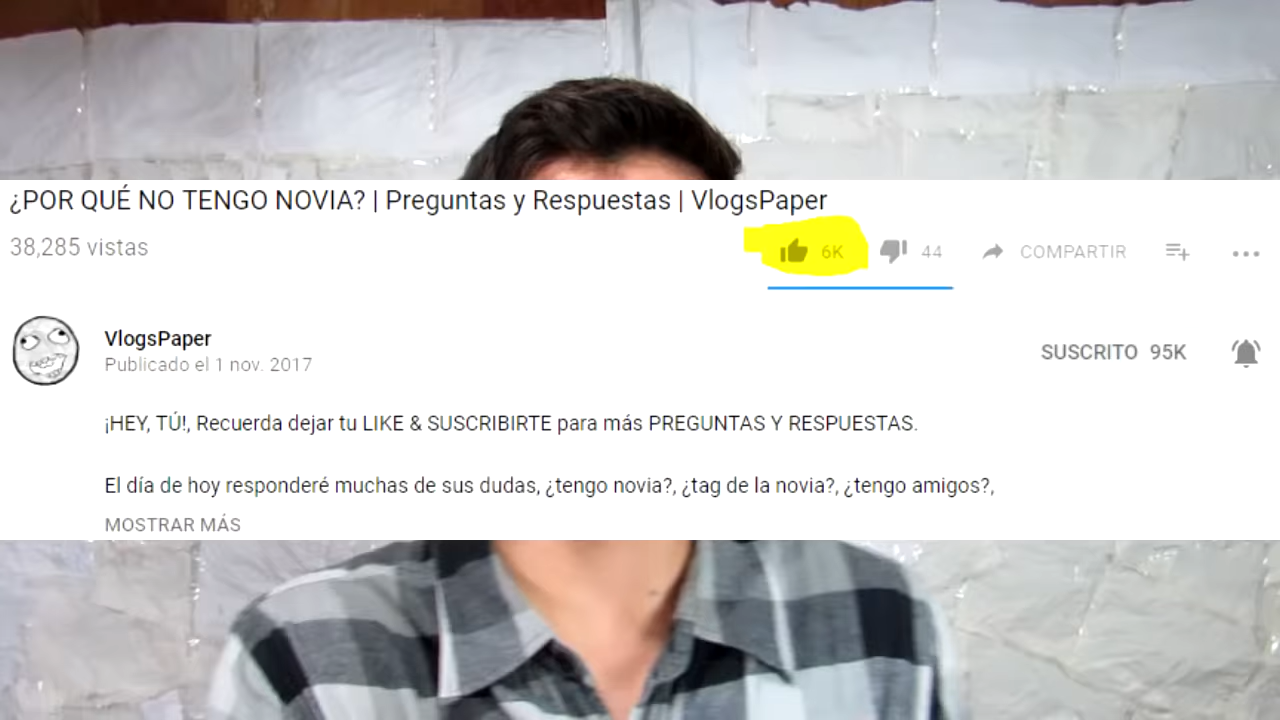 ¿POR QUÉ NO TENGO NOVIA? | Preguntas y Respuestas | VlogsPaper
38,285 vistas
6K 44 COMPARTIR
VlogsPaper
Publicado el 1 nov. 2017
SUSCRITO 95K
¡HEY, TÚ!, Recuerda dejar tu LIKE & SUSCRIBIRTE para más PREGUNTAS Y RESPUESTAS.
El día de hoy responderé muchas de sus dudas, ¿tengo novia?, ¿tag de la novia?, ¿tengo amigos?,
MOSTRAR MÁS